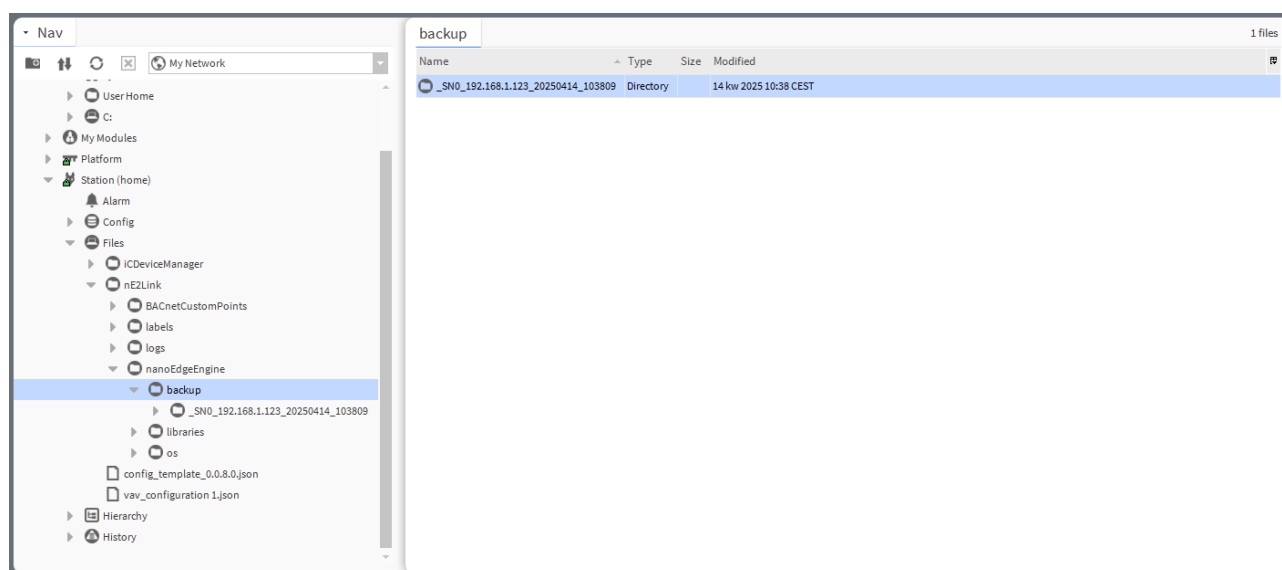 Nav
My Network
User Home
C:
My Modules
Platform
Station (home)
Alarm
Config
Files
iCDeviceManager
nE2Link
BACnetCustomPoints
labels
logs
nanoEdgeEngine
backup
_SN0_192.168.1.123_20250414_103809
libraries
os
config_template_0.0.8.0.json
vav_configuration 1.json
Hierarchy
History
backup 1 files
Name Type Size Modified
_SN0_192.168.1.123_20250414_103809 Directory 14 kw 2025 10:38 CEST